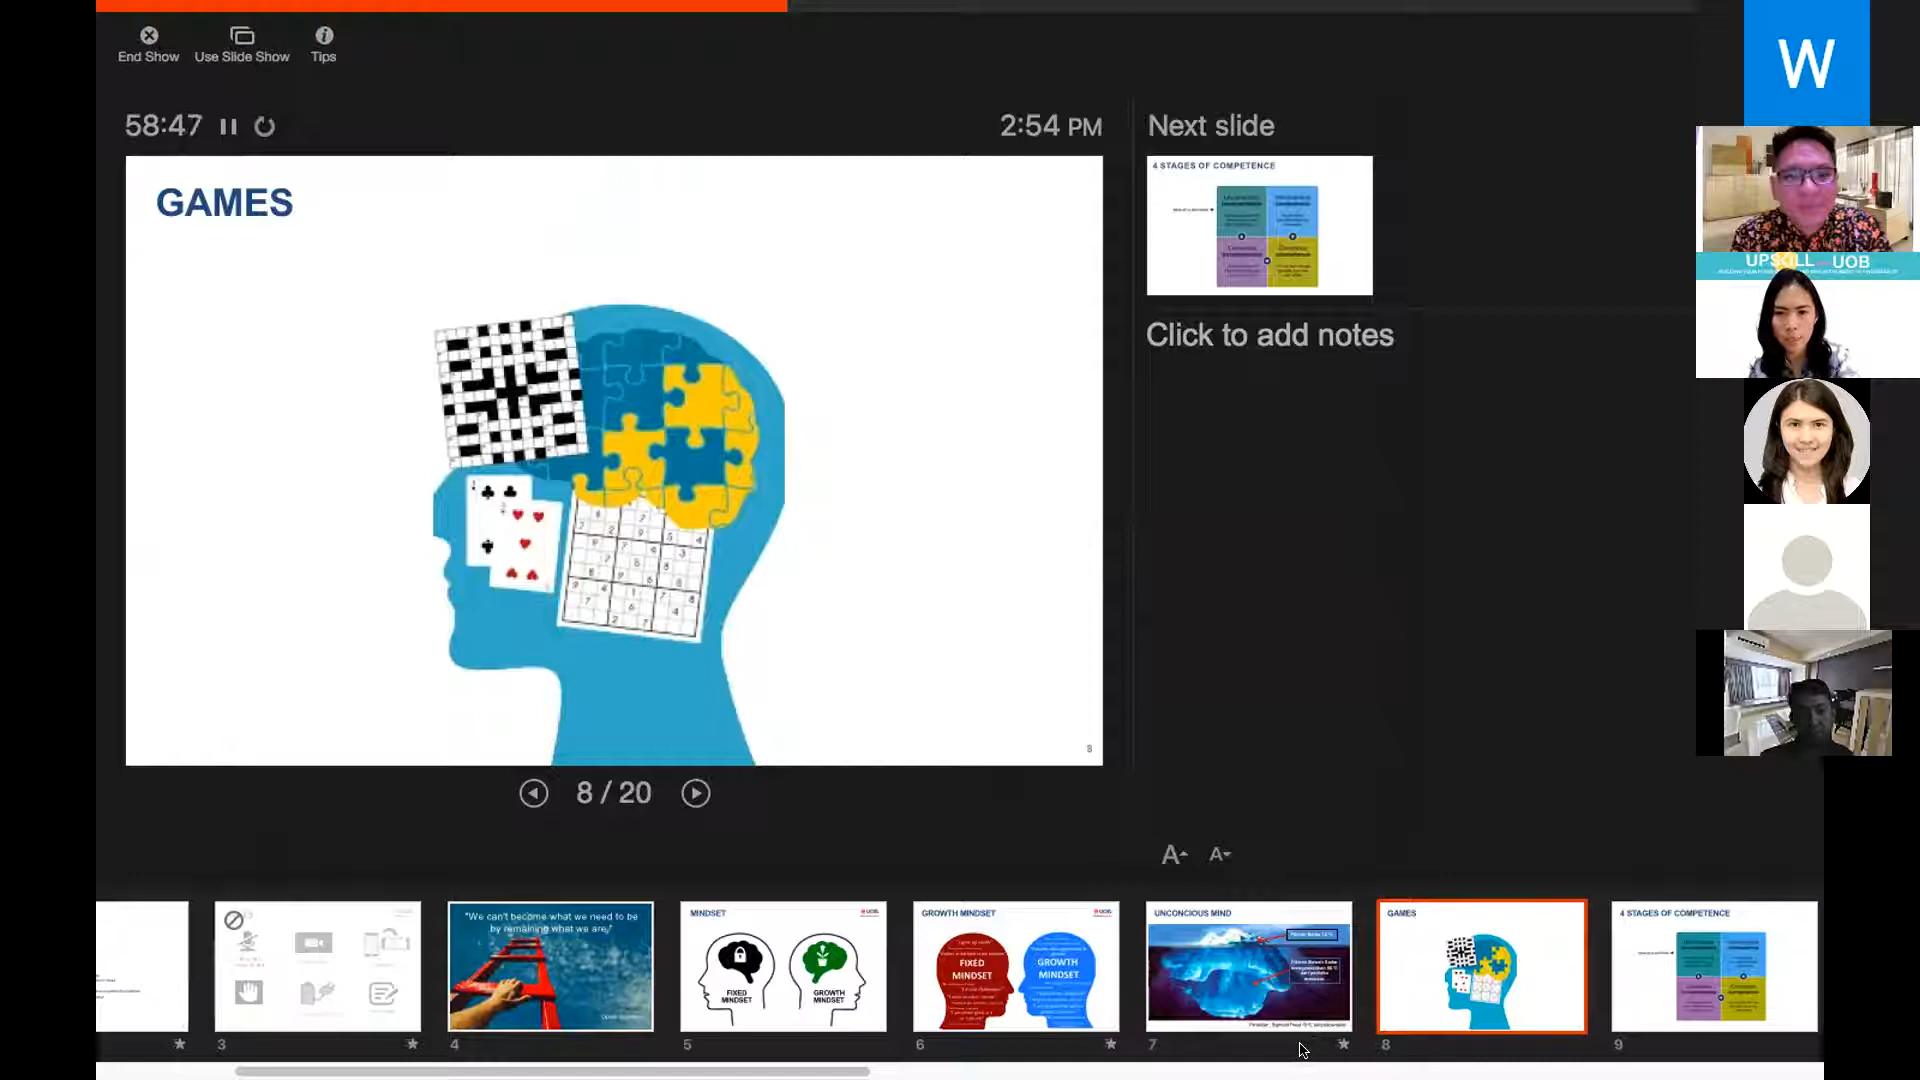 End Show
Use Slide Show
Tips
58:47
2:54 PM
Next slide
W
GAMES
8
4 STAGES OF COMPETENCE
UPSKILL
UOB
Click to add notes
8 / 20
A
A
3
"We can't become what we need to be
by remaining what we are,"
4
MINDSET
UOB
FIXED
MINDSET
GROWTH
MINDSET
5
GROWTH MINDSET
UOB
FIXED
MINDSET
GROWTH
MINDSET
6
UNCONCIOUS MIND
7
GAMES
8
4 STAGES OF COMPETENCE
9